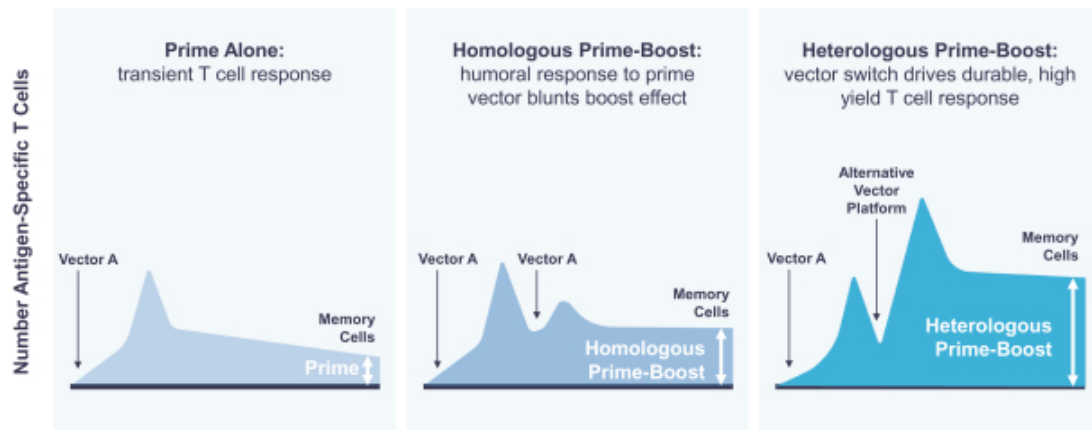 Number Antigen-Specific T Cells
Prime Alone:
transient T cell response
Vector A
Memory
Cells
Prime
Homologous Prime-Boost:
humoral response to prime
vector blunts boost effect
Vector A
Vector A
Memory
Cells
Homologous
Prime-Boost
Heterologous Prime-Boost:
vector switch drives durable, high
yield T cell response
Alternative
Vector
Platform
Vector A
Memory
Cells
Heterologous
Prime-Boost